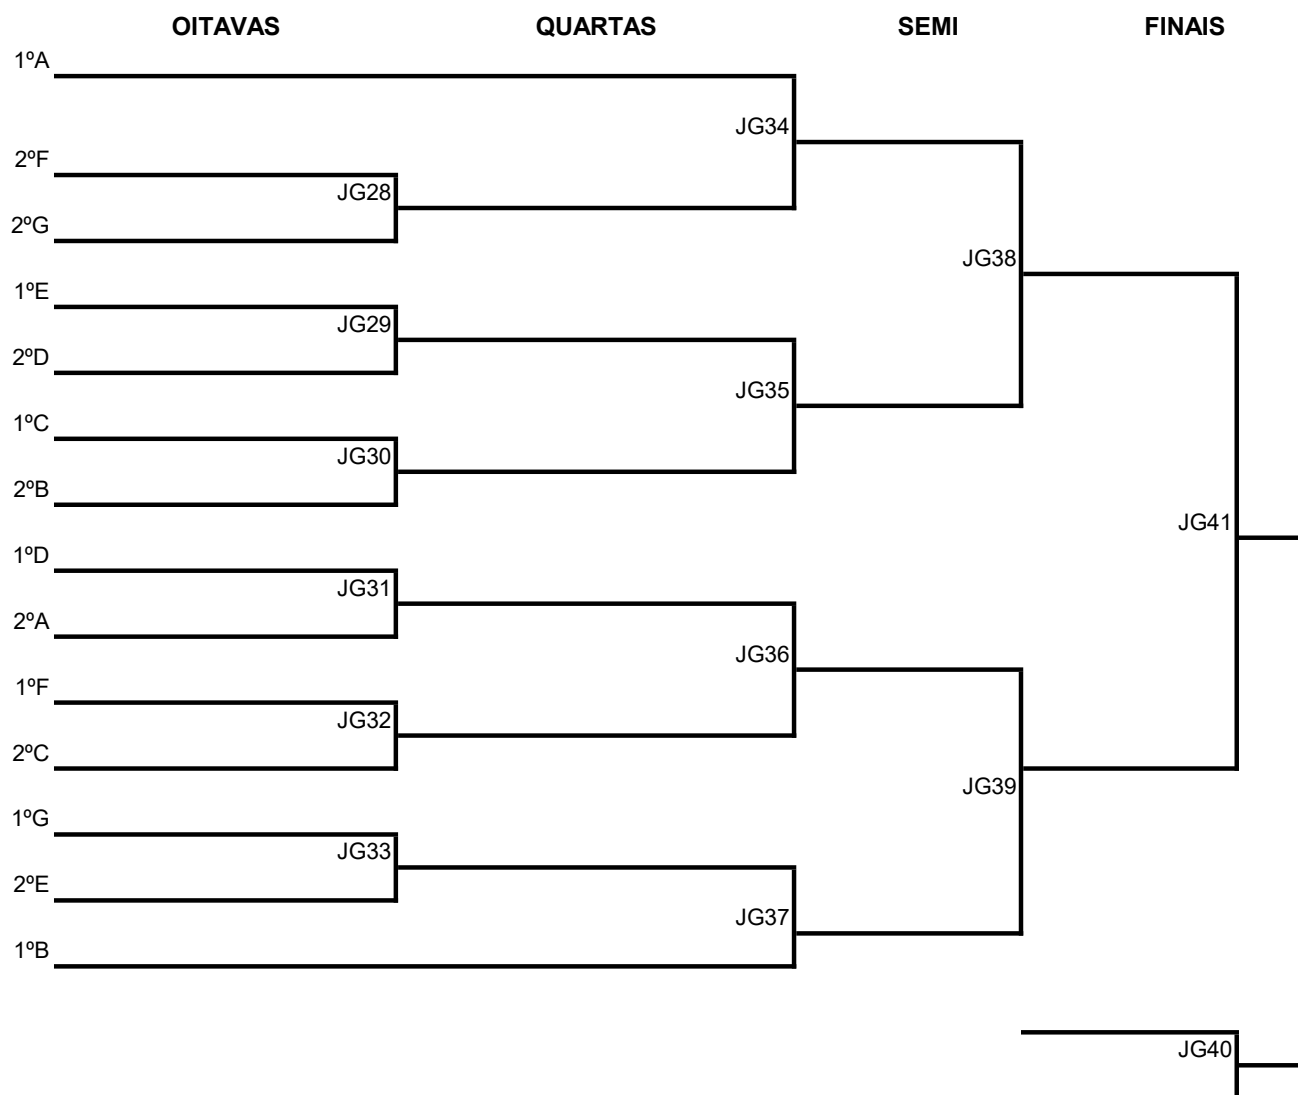 OITAVAS QUARTAS SEMI FINAIS
1ºA
JG34
2ºF
JG28
2ºG
JG38
1ºE
JG29
2ºD
JG35
1ºC
JG30
2ºB
JG41
1ºD
JG31
2ºA
JG36
1ºF
JG32
2ºC
JG39
1ºG
JG33
2ºE
JG37
1ºB
JG40